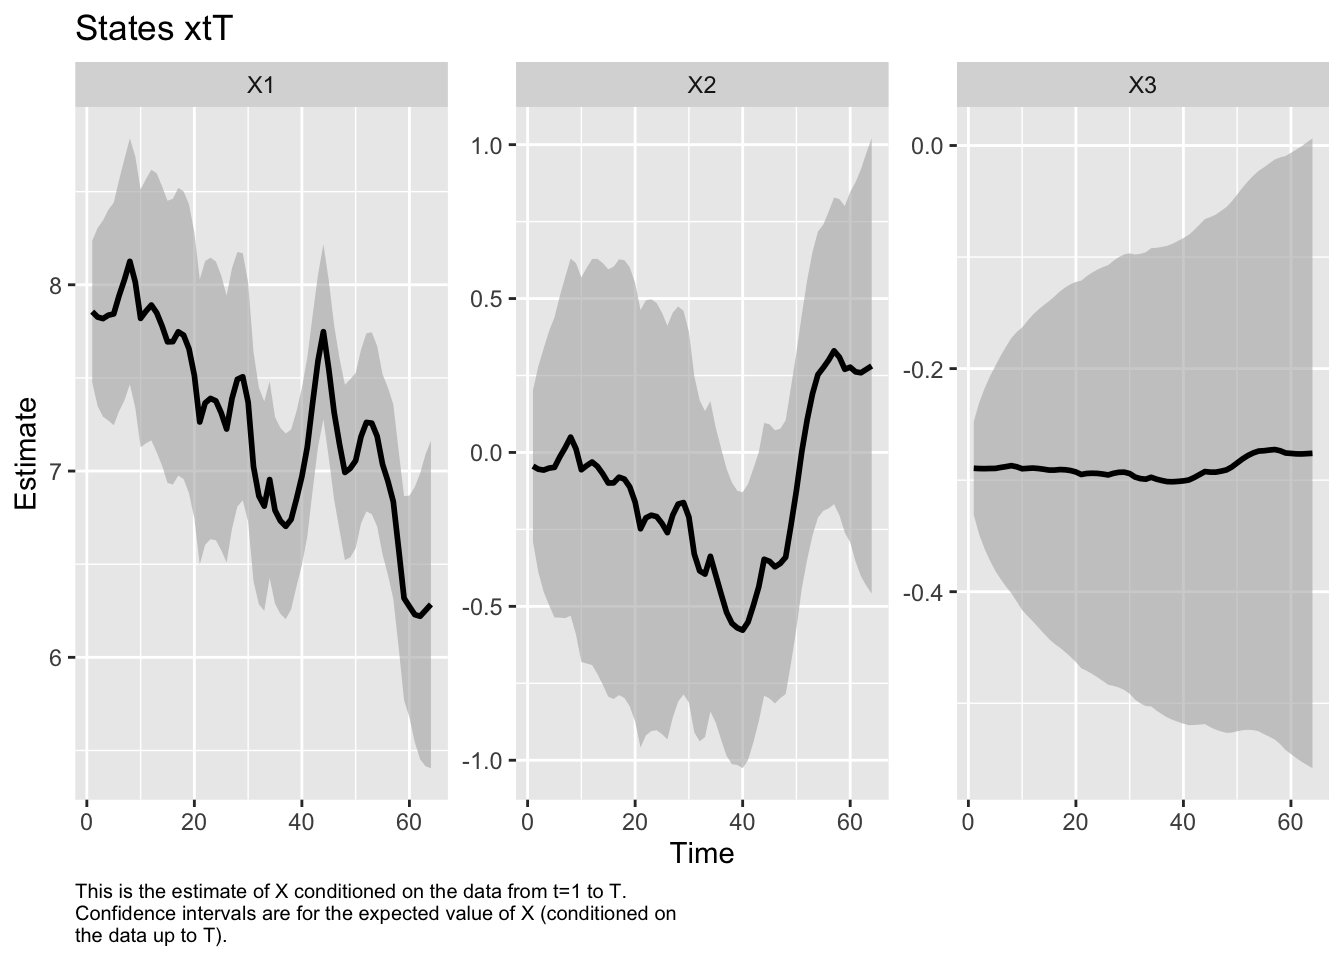 States xtT
X1
X2
X3
8
7
6
1.0
0.5
0.0
-0.5
-1.0
0.0
-0.2
-0.4
Estimate
0 20 40 60
0 20 40 60
0 20 40 60
Time
This is the estimate of X conditioned on the data from t=1 to T.
Confidence intervals are for the expected value of X (conditioned on
the data up to T).